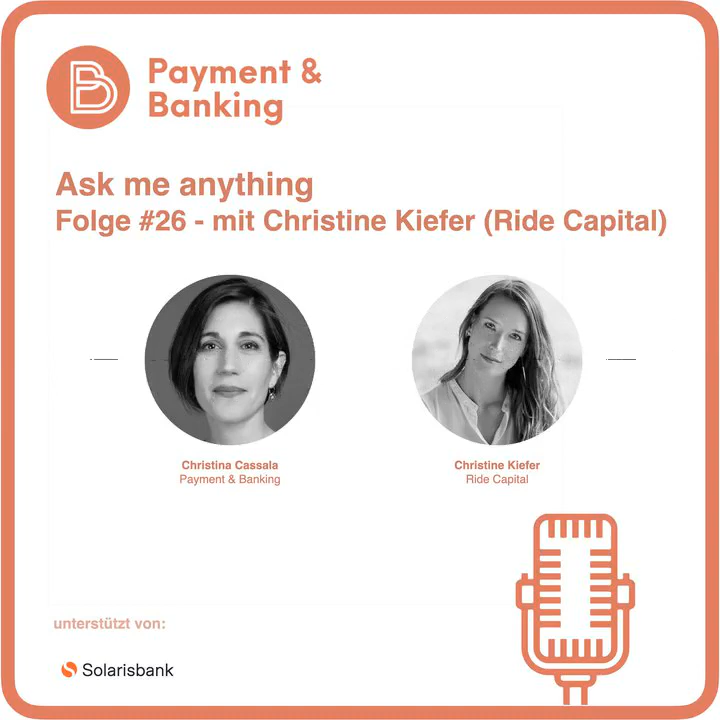 Payment &
Banking
Ask me anything
Folge #26 - mit Christine Kiefer (Ride Capital)
Christina Cassala
Payment & Banking
Christine Kiefer
Ride Capital
unterstützt von:
Solarisbank